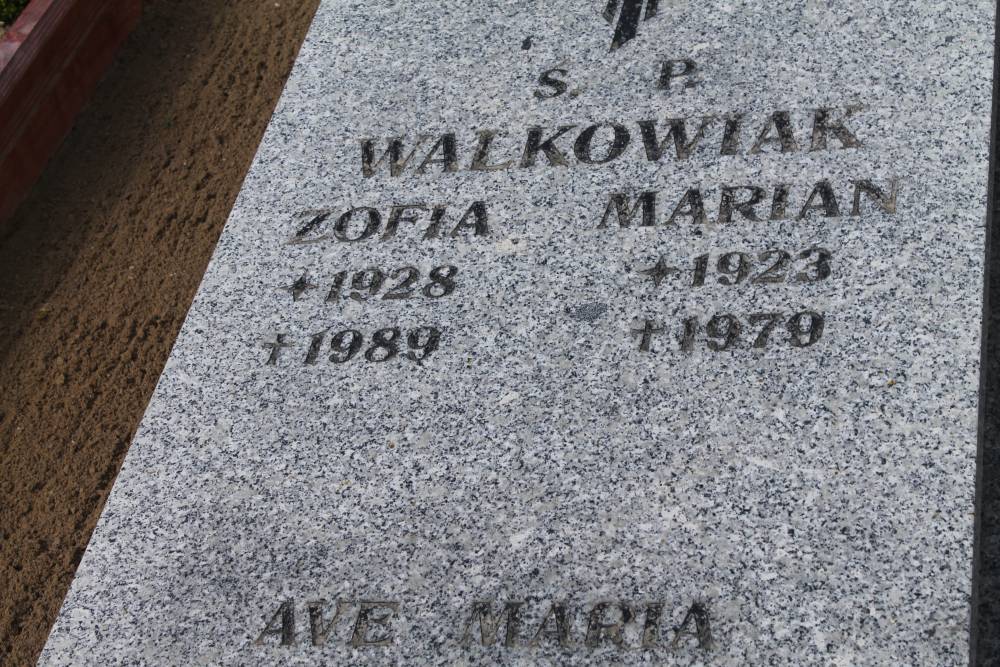 S. P.
WALKOWIAK
ZOFIA MARIAN
✦1928 ✦1923
†1989 †1979
AVE MARIA